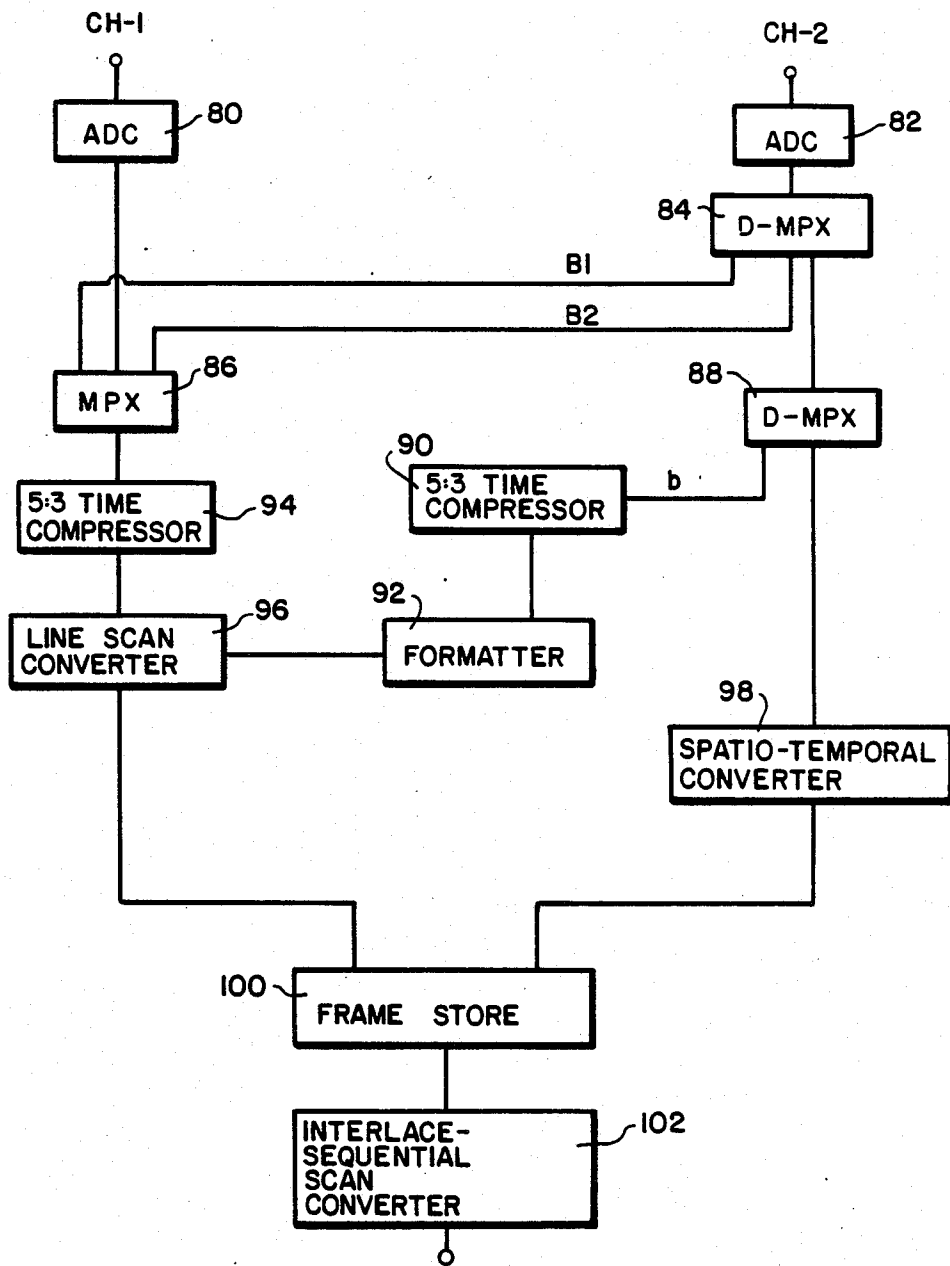 CH-1
CH-2
ADC
80
ADC
82
84
D-MPX
B1
B2
MPX
86
88
D-MPX
90
5:3 TIME
COMPRESSOR
b
5:3 TIME
COMPRESSOR
94
92
FORMATTER
LINE SCAN
CONVERTER
96
98
SPATIO-TEMPORAL
CONVERTER
100
FRAME STORE
INTERLACE-
SEQUENTIAL
SCAN
CONVERTER
102